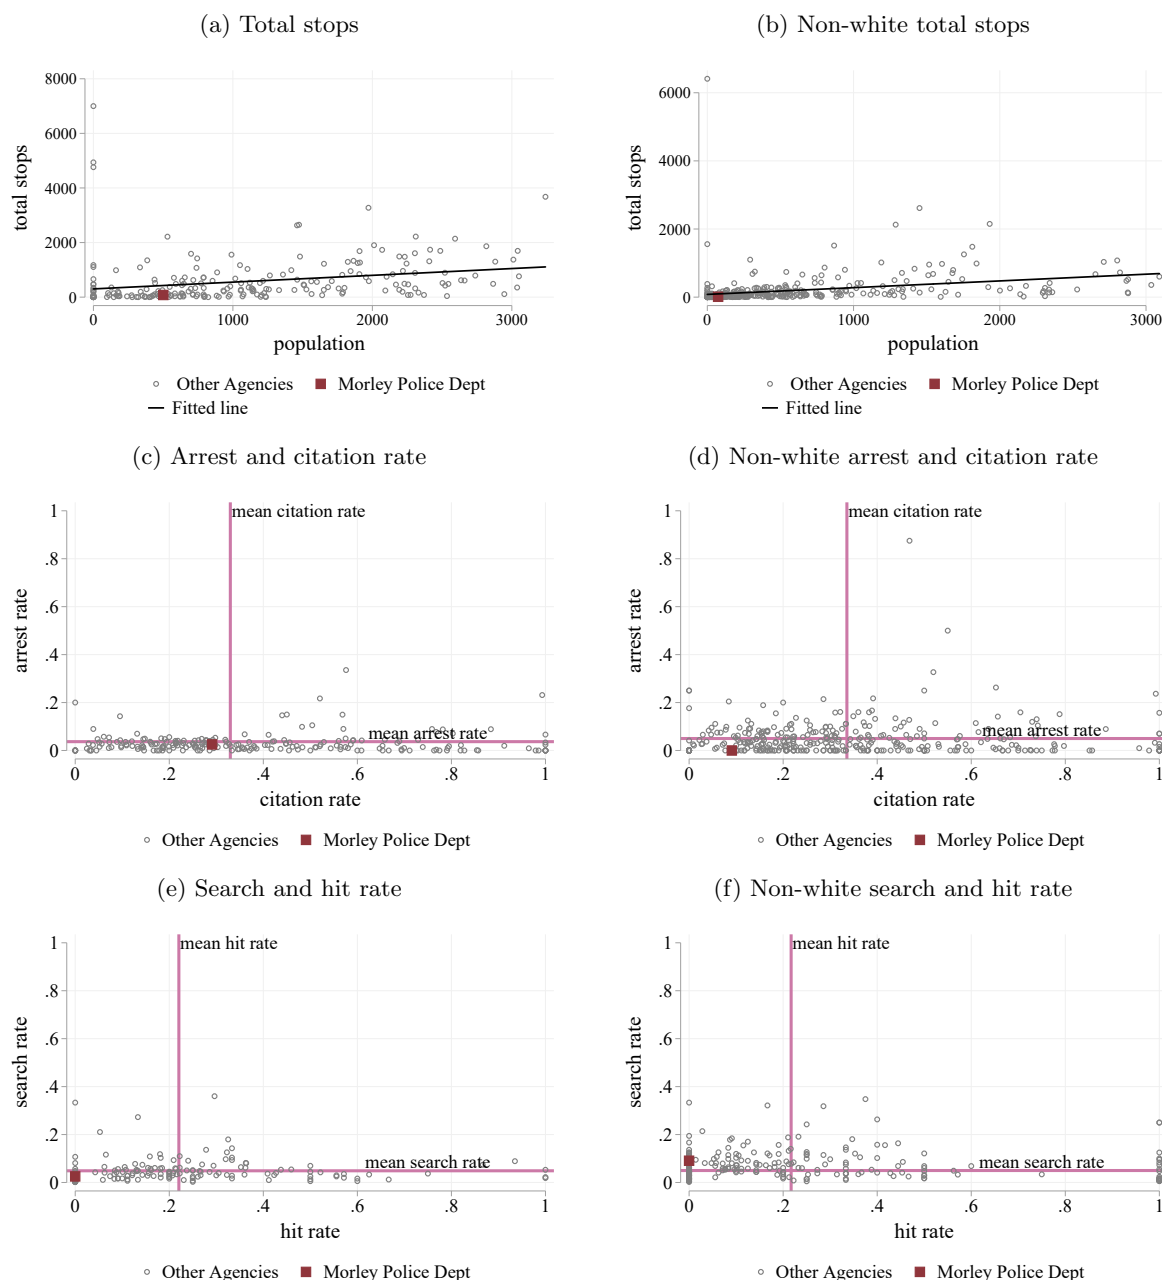 (a) Total stops
(b) Non-white total stops
8000
6000
4000
2000
0
total stops
0 1000 2000 3000
population
Other Agencies Morley Police Dept
Fitted line
6000
4000
2000
0
total stops
0 1000 2000 3000
population
Other Agencies Morley Police Dept
Fitted line
(c) Arrest and citation rate
(d) Non-white arrest and citation rate
1
.8
.6
.4
.2
0
arrest rate
mean citation rate
mean arrest rate
0 .2 .4 .6 .8 1
citation rate
Other Agencies Morley Police Dept
1
.8
.6
.4
.2
0
arrest rate
mean citation rate
mean arrest rate
0 .2 .4 .6 .8 1
citation rate
Other Agencies Morley Police Dept
(e) Search and hit rate
(f) Non-white search and hit rate
1
.8
.6
.4
.2
0
search rate
mean hit rate
mean search rate
0 .2 .4 .6 .8 1
hit rate
Other Agencies Morley Police Dept
1
.8
.6
.4
.2
0
search rate
mean hit rate
mean search rate
0 .2 .4 .6 .8 1
hit rate
Other Agencies Morley Police Dept